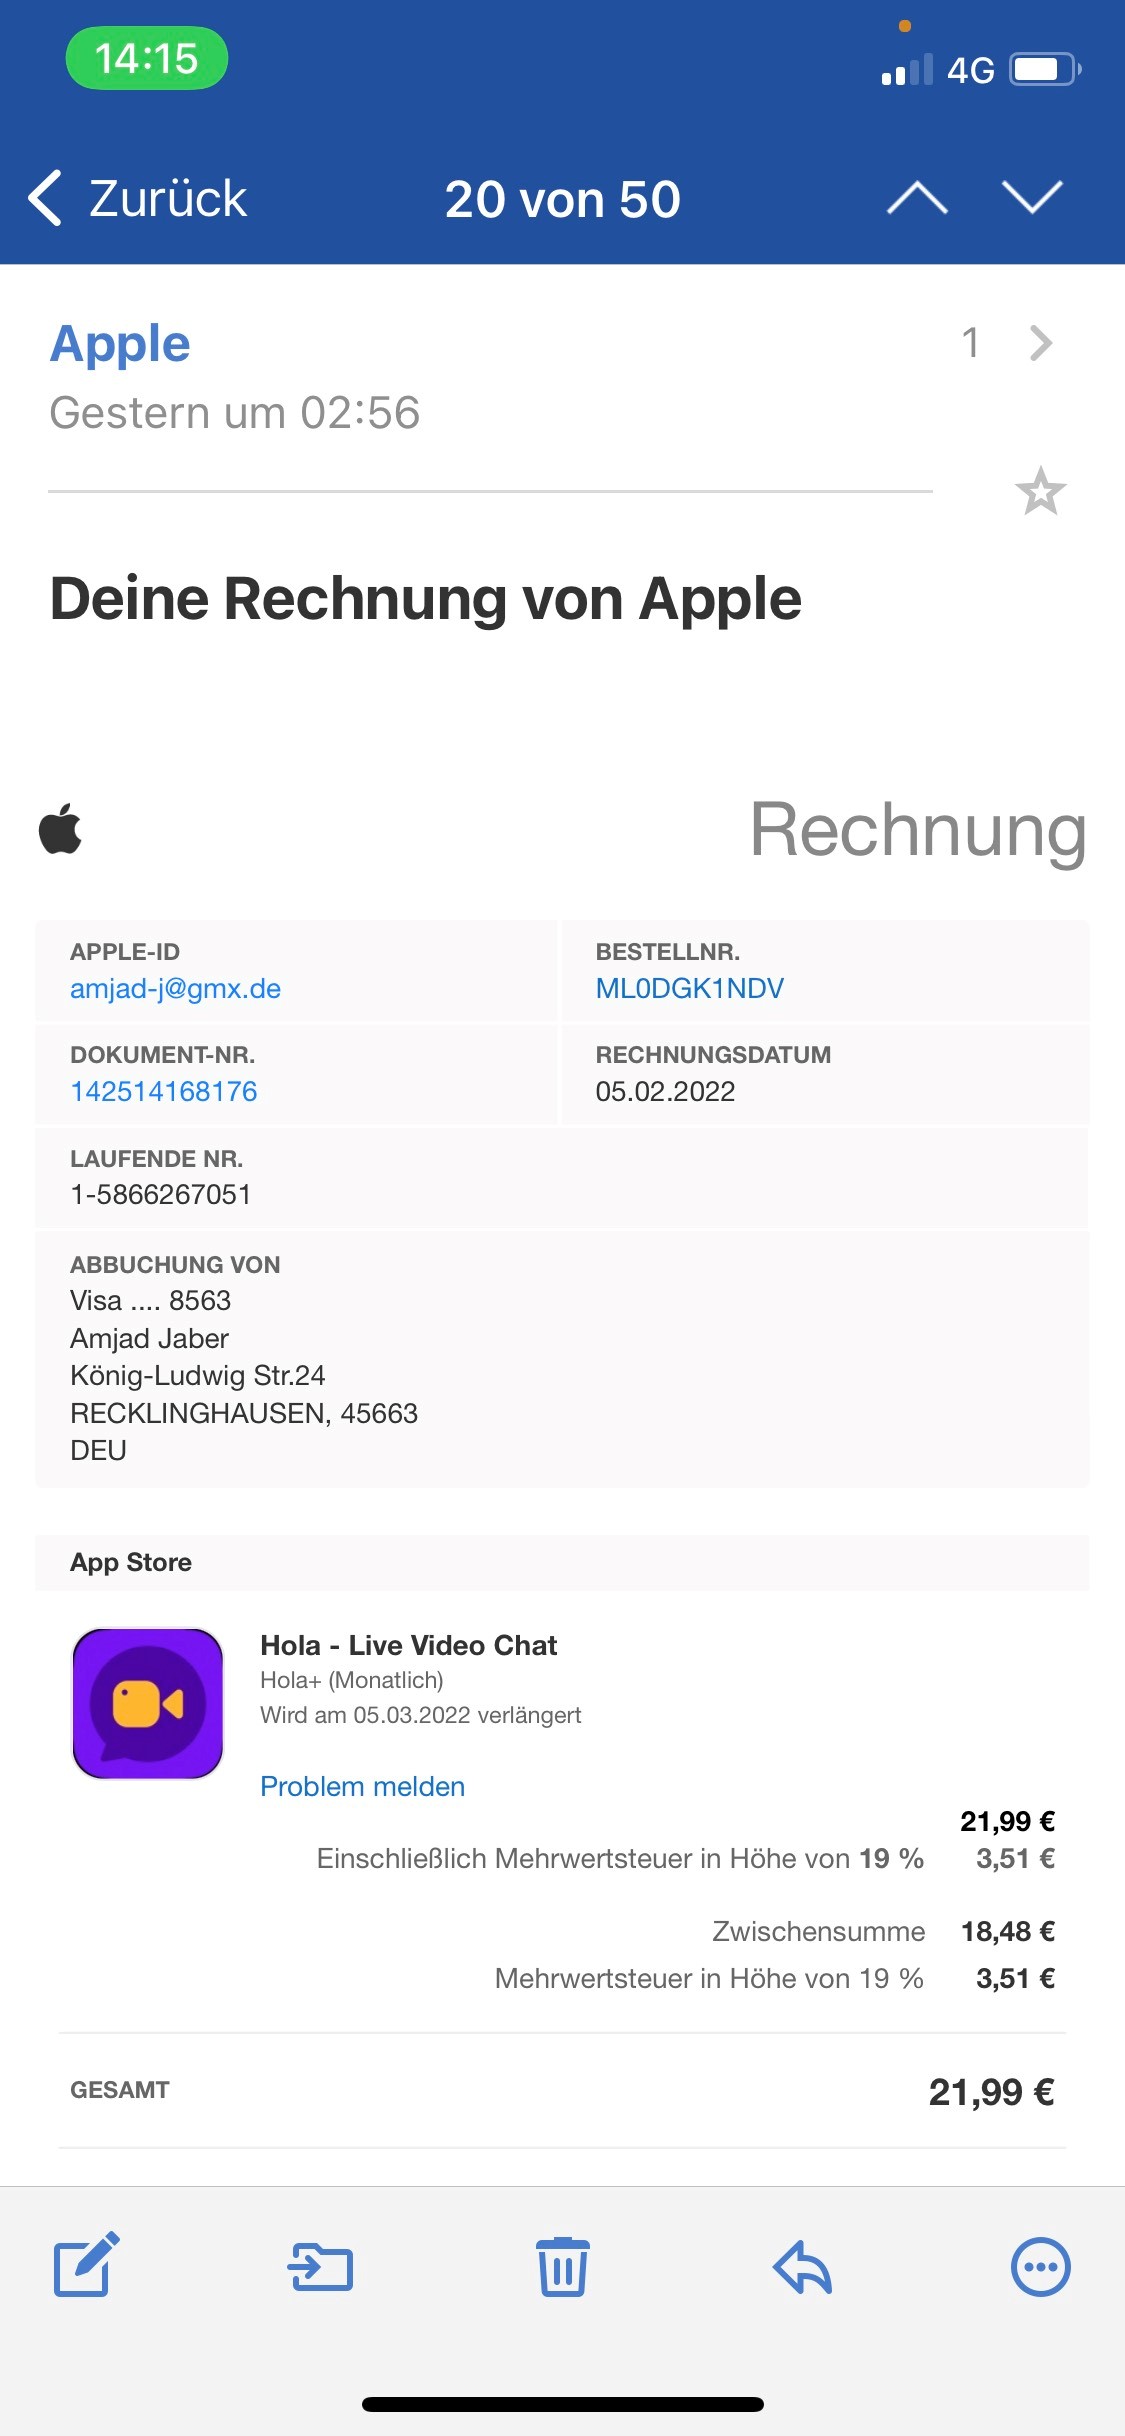 14:15
4G
Zurück
20 von 50
Apple
1
Gestern um 02:56
Deine Rechnung von Apple
Rechnung
APPLE-ID
amjad-j@gmx.de
BESTELLNR.
ML0DGK1NDV
DOKUMENT-NR.
142514168176
RECHNUNGSDATUM
05.02.2022
LAUFENDE NR.
1-5866267051
ABBUCHUNG VON
Visa .... 8563
Amjad Jaber
König-Ludwig Str.24
RECKLINGHAUSEN, 45663
DEU
App Store
Hola - Live Video Chat
Hola+ (Monatlich)
Wird am 05.03.2022 verlängert
Problem melden
21,99 €
Einschließlich Mehrwertsteuer in Höhe von 19 % 3,51 €
Zwischensumme 18,48 €
Mehrwertsteuer in Höhe von 19 % 3,51 €
GESAMT 21,99 €